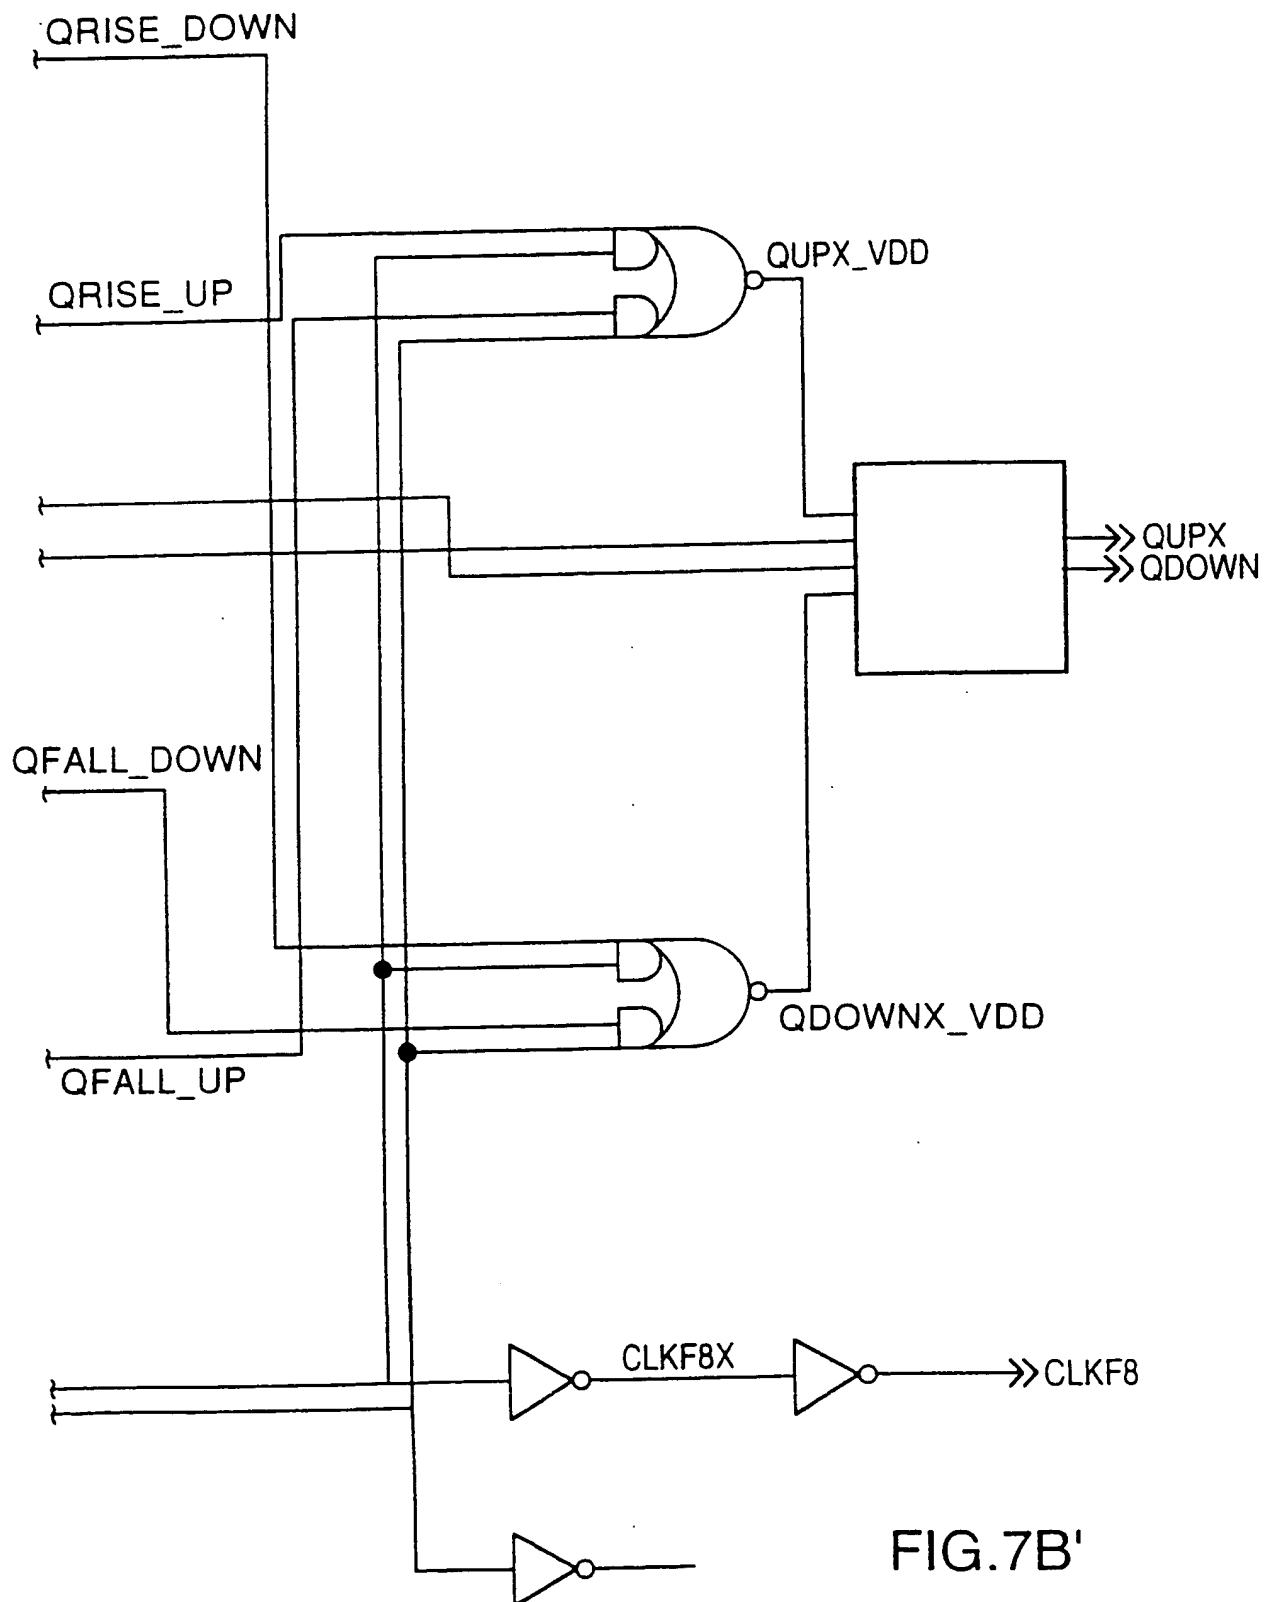 QRISE_DOWN
QUPX_VDD
QRISE_UP
QUPX
QDOWN
QFALL_DOWN
QDOWNX_VDD
QFALL_UP
CLKF8X
CLKF8
FIG.7B'